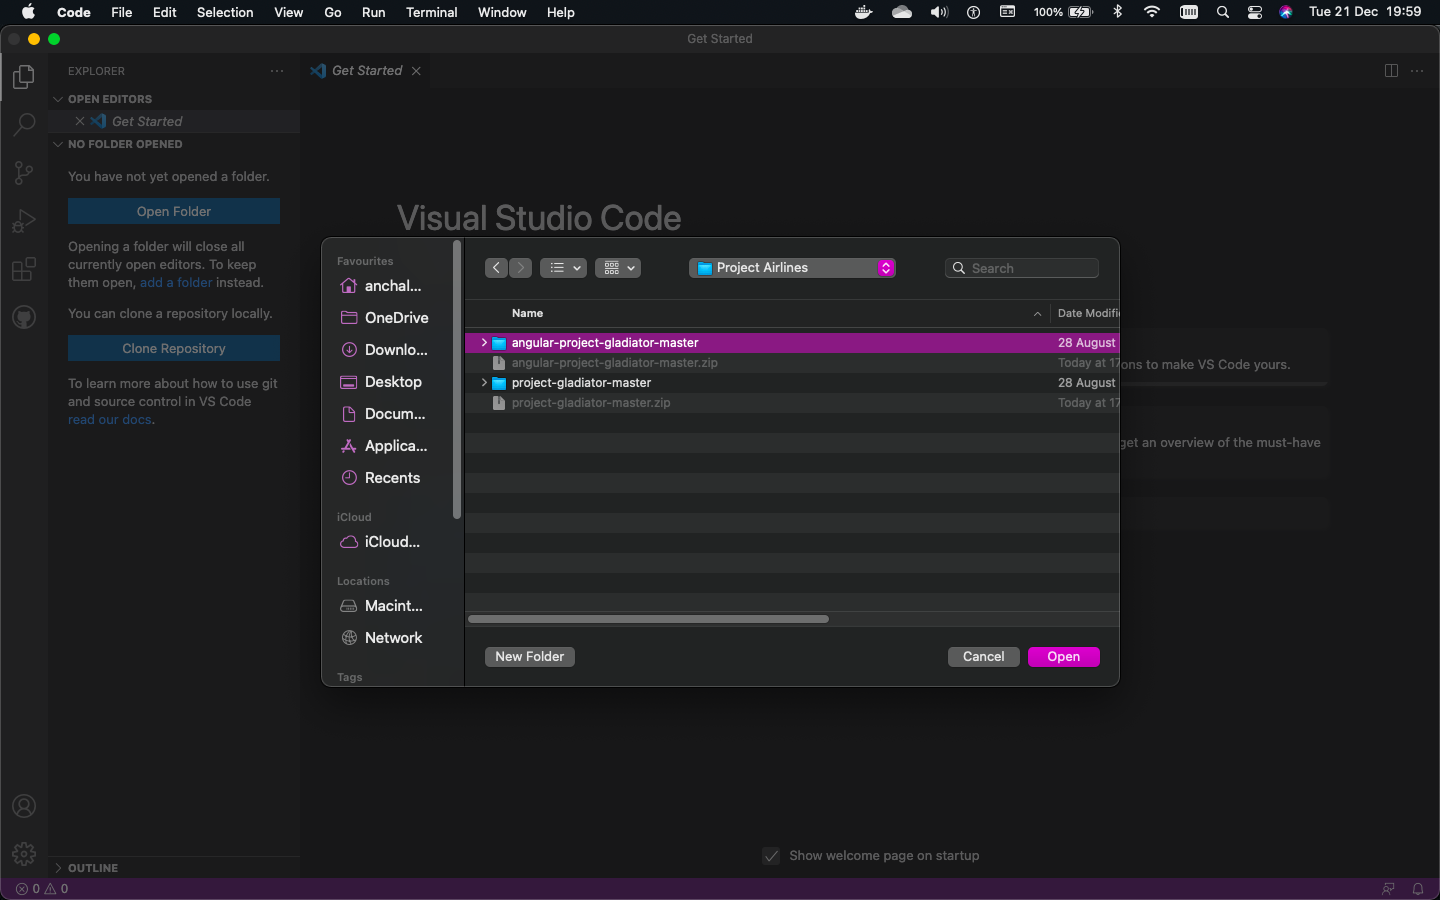 Code File Edit Selection View Go Run Terminal Window Help 100% Tue 21 Dec 19:59
Get Started
EXPLORER
Get Started
OPEN EDITORS
Get Started
NO FOLDER OPENED
You have not yet opened a folder.
Open Folder
Opening a folder will close all
currently open editors. To keep
them open, add a folder instead.
You can clone a repository locally.
Clone Repository
To learn more about how to use git
and source control in VS Code
read our docs.
OUTLINE
0 0
Visual Studio Code
Favourites
anchal...
OneDrive
Downlo...
Desktop
Docum...
Applica...
Recents
iCloud
iCloud...
Locations
Macint...
Network
Tags
Project Airlines
Search
Name Date Modifi
angular-project-gladiator-master 28 August
angular-project-gladiator-master.zip Today at 17
project-gladiator-master 28 August
project-gladiator-master.zip Today at 17
New Folder Cancel Open
ons to make VS Code yours.
get an overview of the must-have
Show welcome page on startup